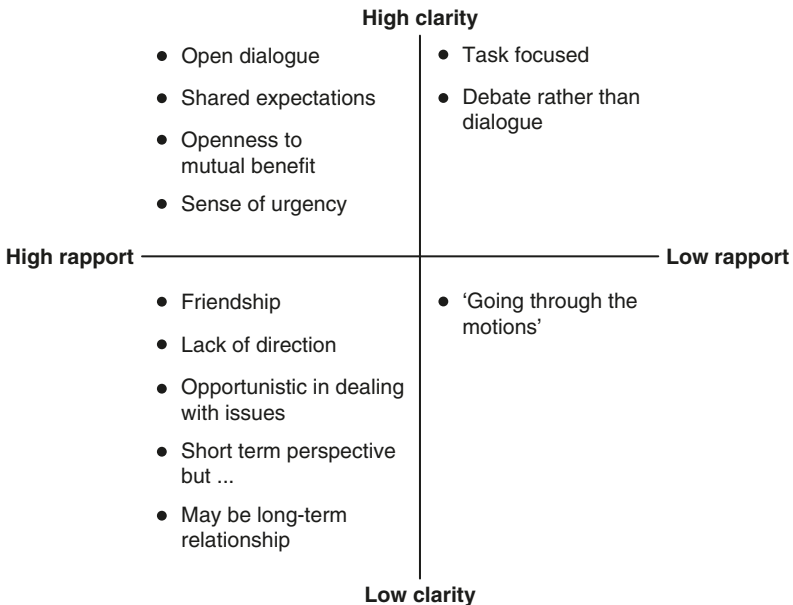 High clarity
• Open dialogue
• Shared expectations
• Openness to
mutual benefit
• Sense of urgency
• Task focused
• Debate rather than
dialogue
High rapport
Low rapport
• Friendship
• Lack of direction
• Opportunistic in dealing
with issues
• Short term perspective
but ...
• May be long-term
relationship
• ‘Going through the
motions’
Low clarity